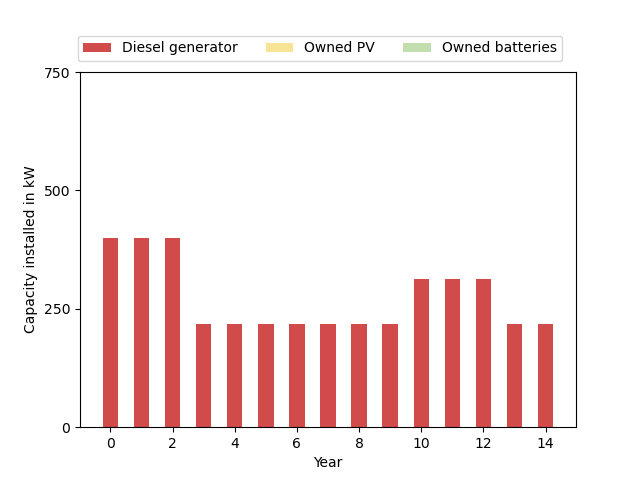 Diesel generator Owned PV Owned batteries
750
500
250
0
Capacity installed in kW
0 2 4 6 8 10 12 14
Year